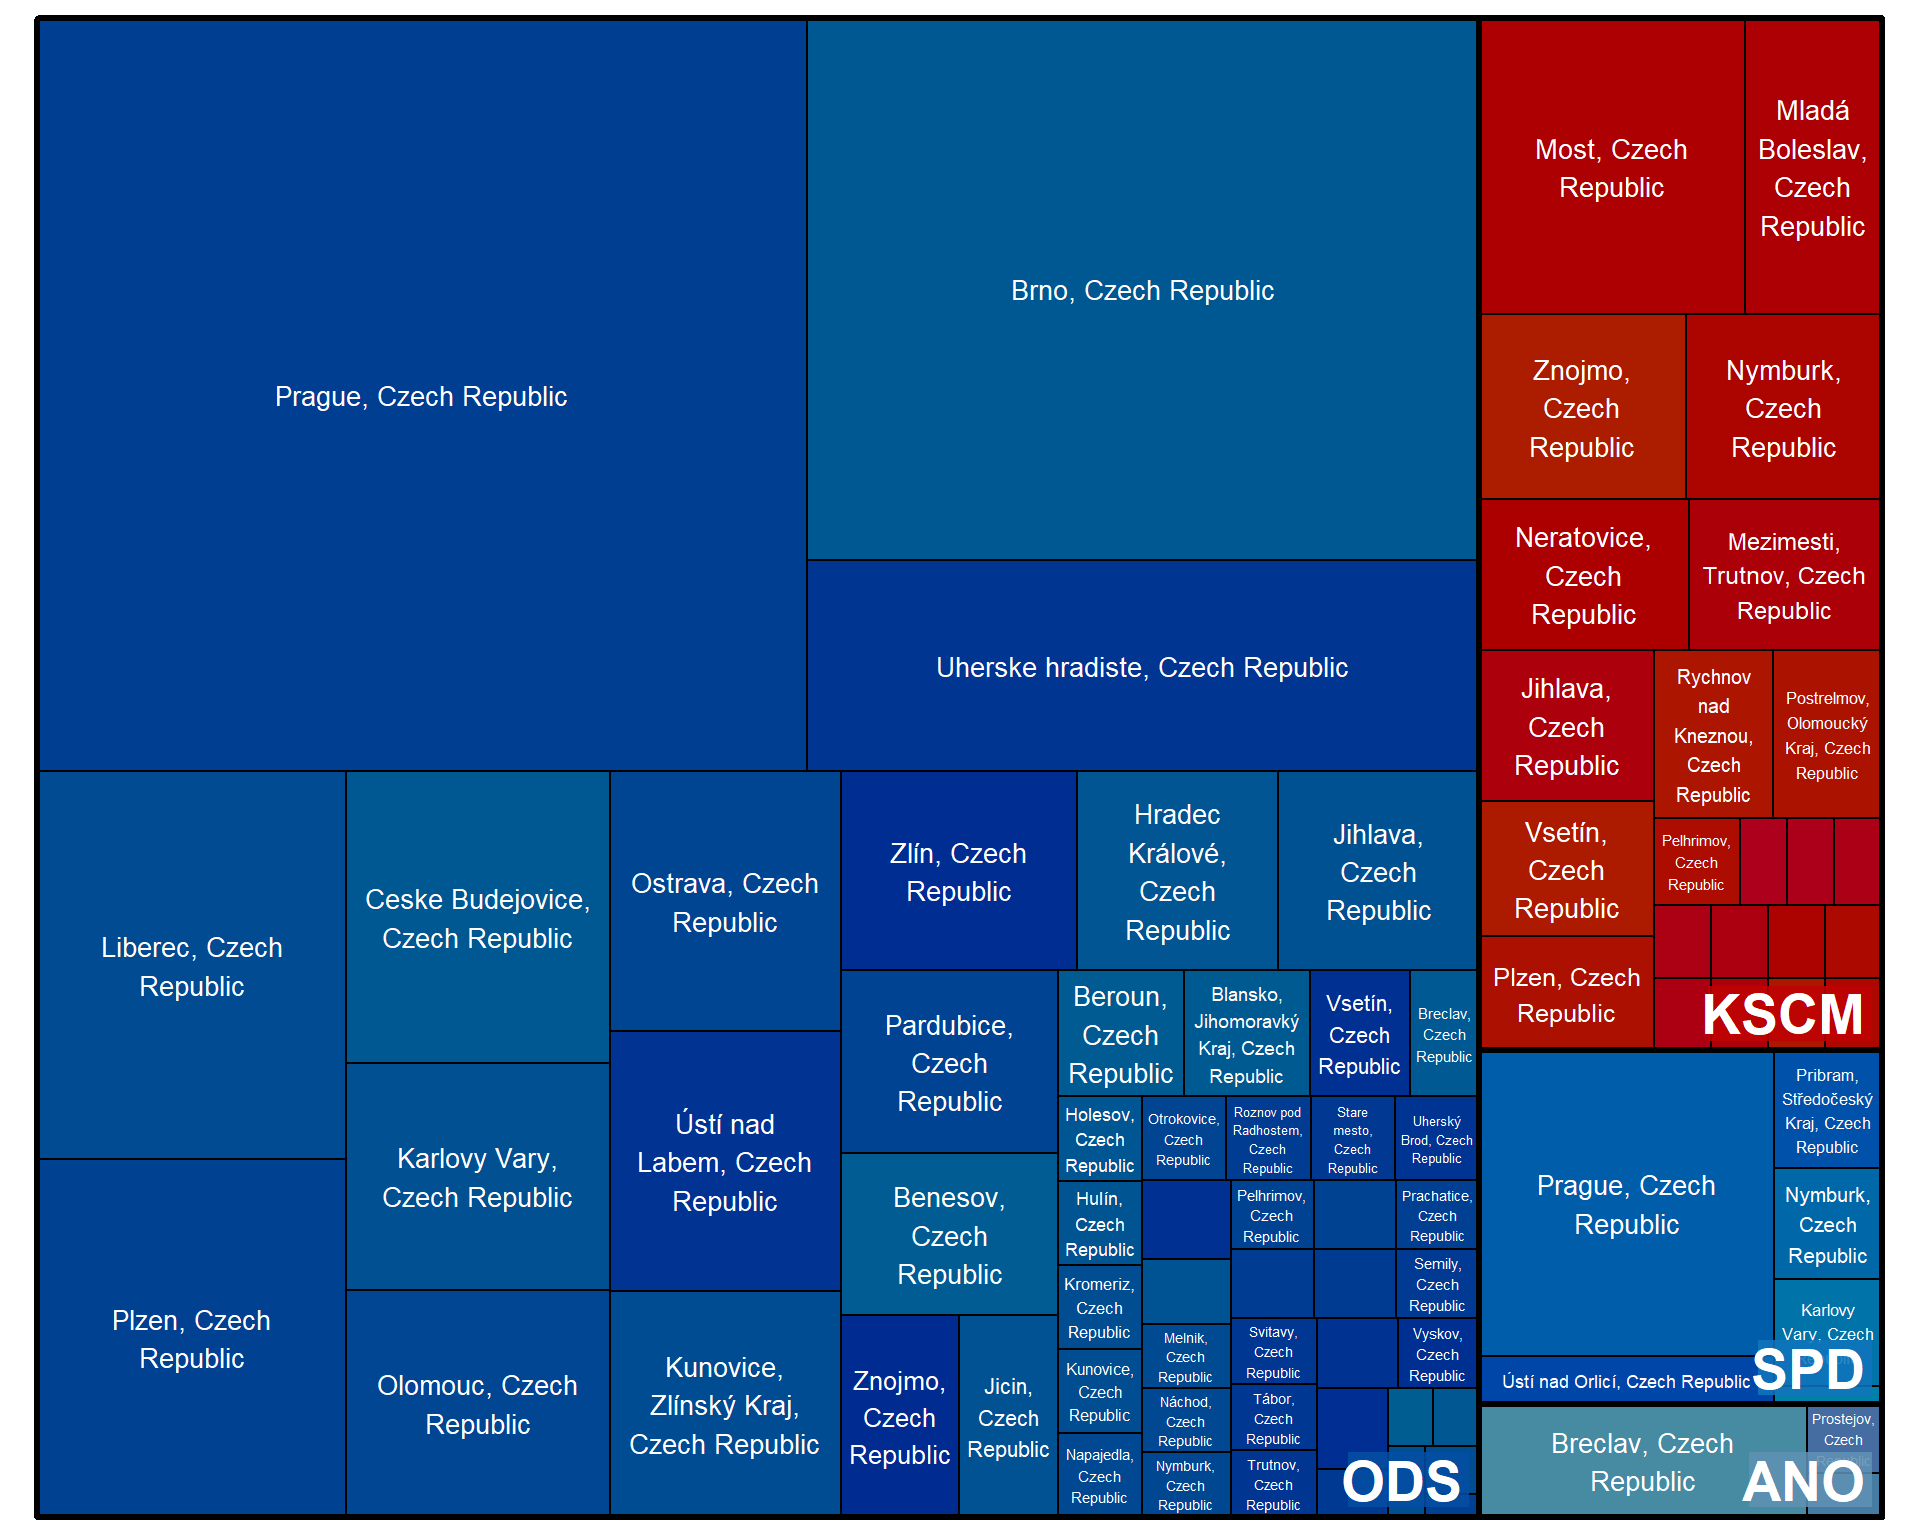 Prague, Czech Republic
Brno, Czech Republic
Uherske hradiste, Czech Republic
Liberec, Czech
Republic
Plzen, Czech
Republic
Ceske Budejovice,
Czech Republic
Karlovy Vary,
Czech Republic
Olomouc, Czech
Republic
Ostrava, Czech
Republic
Ústí nad
Labem, Czech
Republic
Kunovice,
Zlínský Kraj,
Czech Republic
Zlín, Czech
Republic
Hradec
Králové,
Czech
Republic
Jihlava,
Czech
Republic
Pardubice,
Czech
Republic
Benesov,
Czech
Republic
Znojmo,
Czech
Republic
Jicin,
Czech
Republic
Beroun,
Czech
Republic
Blansko,
Jihomoravký
Kraj, Czech
Republic
Vsetín,
Czech
Republic
Breclav,
Czech
Republic
Holesov,
Czech
Republic
Hulín,
Czech
Republic
Kromeriz,
Czech
Republic
Kunovice,
Czech
Republic
Napajedla,
Czech
Republic
Otrokovice,
Czech
Republic
Roznov pod
Radhostem,
Czech
Republic
Stare
mesto,
Czech
Republic
Uherský
Brod, Czech
Republic
Melnik,
Czech
Republic
Náchod,
Czech
Republic
Nymburk,
Czech
Republic
Pelhrimov,
Czech
Republic
Prachatice,
Czech
Republic
Semily,
Czech
Republic
Svitavy,
Czech
Republic
Tábor,
Czech
Republic
Trutnov,
Czech
Republic
Vyskov,
Czech
Republic
ODS
Most, Czech
Republic
Mladá
Boleslav,
Czech
Republic
Znojmo,
Czech
Republic
Nymburk,
Czech
Republic
Neratovice,
Czech
Republic
Mezimesti,
Trutnov, Czech
Republic
Jihlava,
Czech
Republic
Vsetín,
Czech
Republic
Plzen, Czech
Republic
Rychnov
nad
Kneznou,
Czech
Republic
Postrelmov,
Olomoucký
Kraj, Czech
Republic
Pelhrimov,
Czech
Republic
KSCM
Prague, Czech
Republic
Ústí nad Orlicí, Czech Republic
Pribram,
Středočeský
Kraj, Czech
Republic
Nymburk,
Czech
Republic
Karlovy
Vary, Czech
SPD
Breclav, Czech
Republic
Prostejov,
Czech
ANO